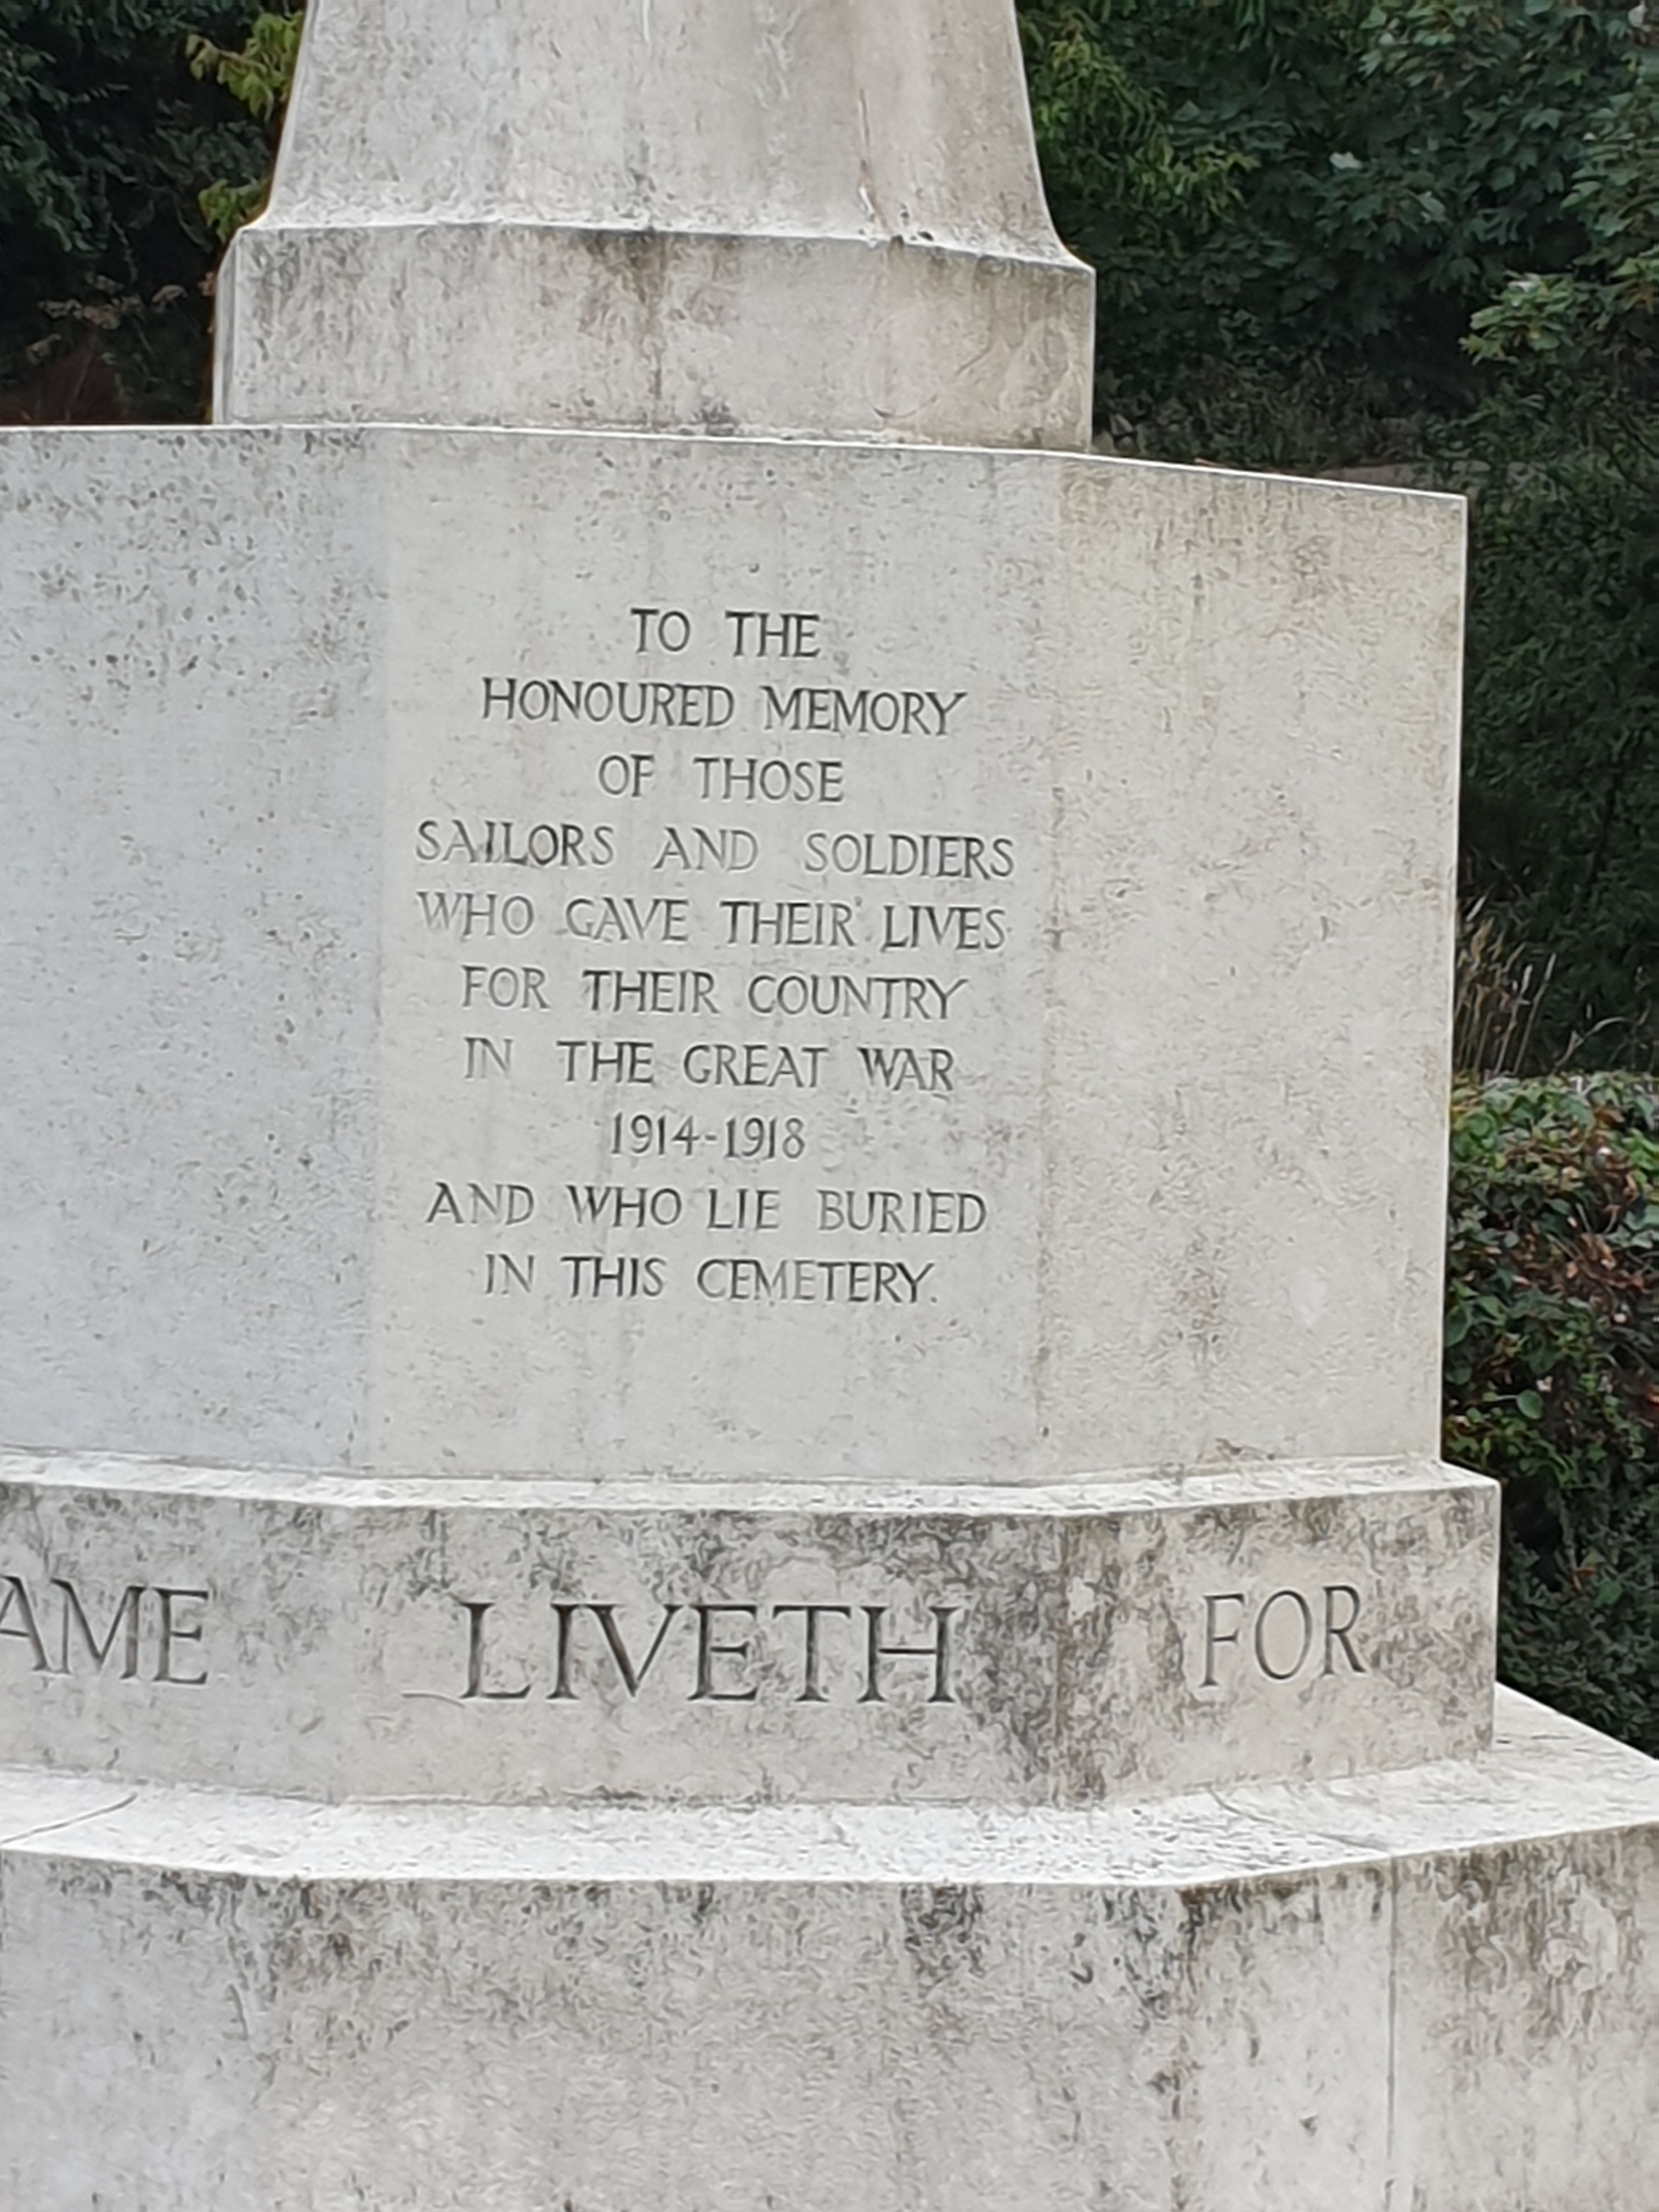 TO THE
HONOURED MEMORY
OF THOSE
SAILORS AND SOLDIERS
WHO GAVE THEIR LIVES
FOR THEIR COUNTRY
IN THE GREAT WAR
1914-1918
AND WHO LIE BURIED
IN THIS CEMETERY.
AME LIVETH FOR